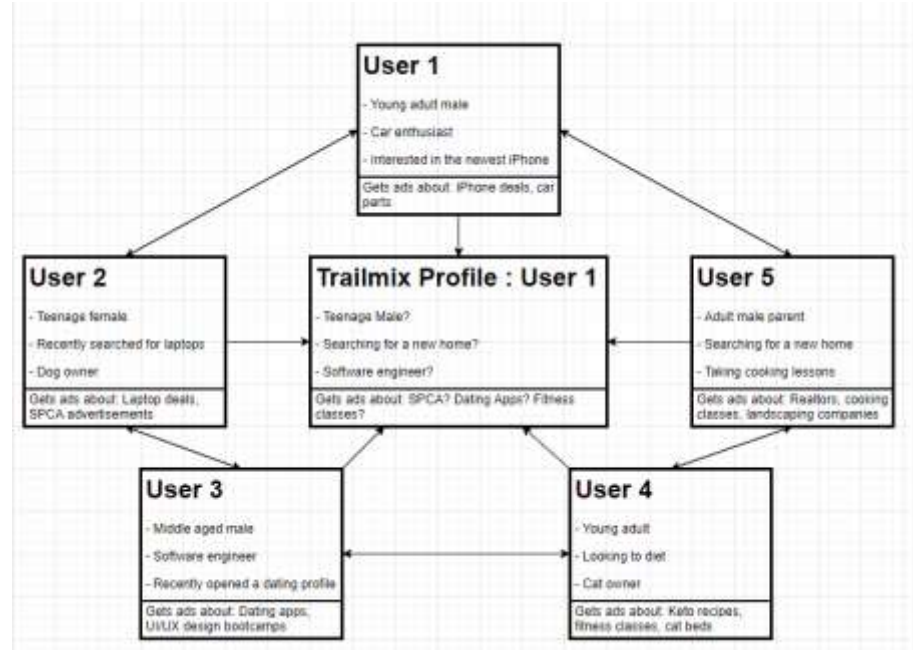 User 1
- Young adult male
- Car enthusiast
- Interested in the newest iPhone
Gets ads about: iPhone deals, car
parts
User 2
- Teenage female
- Recently searched for laptops
- Dog owner
Gets ads about: Laptop deals,
SPCA advertisements
Trailmix Profile : User 1
- Teenage Male?
- Searching for a new home?
- Software engineer?
Gets ads about: SPCA? Dating Apps? Fitness
classes?
User 5
- Adult male parent
- Searching for a new home
- Taking cooking lessons
Gets ads about: Realtors, cooking
classes, landscaping companies
User 3
- Middle aged male
- Software engineer
- Recently opened a dating profile
Gets ads about: Dating apps,
UI/UX design bootcamps
User 4
- Young adult
- Looking to diet
- Cat owner
Gets ads about: Keto recipes,
fitness classes, cat beds